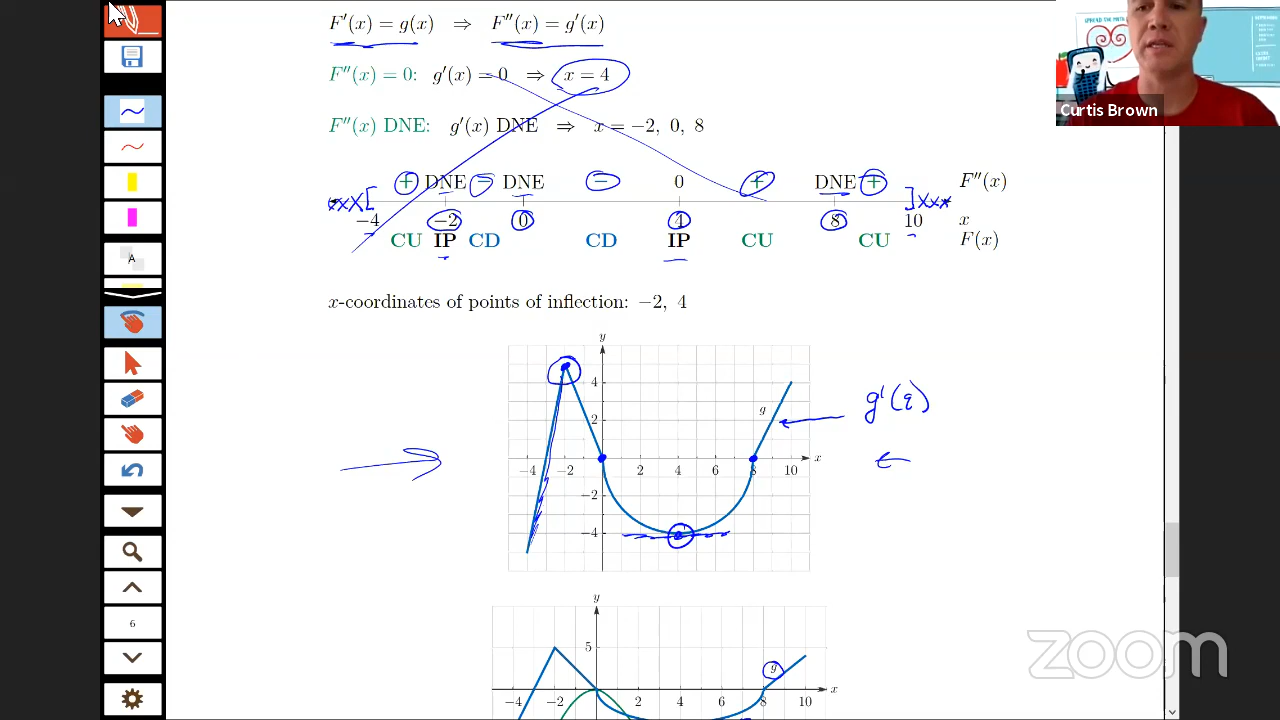 F′(x) = g(x) ⇒ F″(x) = g′(x)
F″(x) = 0: g′(x) = 0 ⇒ x = 4
F″(x) DNE: g′(x) DNE ⇒ x = −2, 0, 8
+ DNE − DNE − 0 + DNE + F″(x)
xxx[ ]xxx
−4 −2 0 4 8 10 x
CU IP CD CD IP CU CU F(x)
x-coordinates of points of inflection: −2, 4
y
4
2
g
−4 −2 2 4 6 8 10 x
−2
−4
y
5
g
−4 −2 2 4 6 8 10 x
Curtis Brown
A
6
zoom